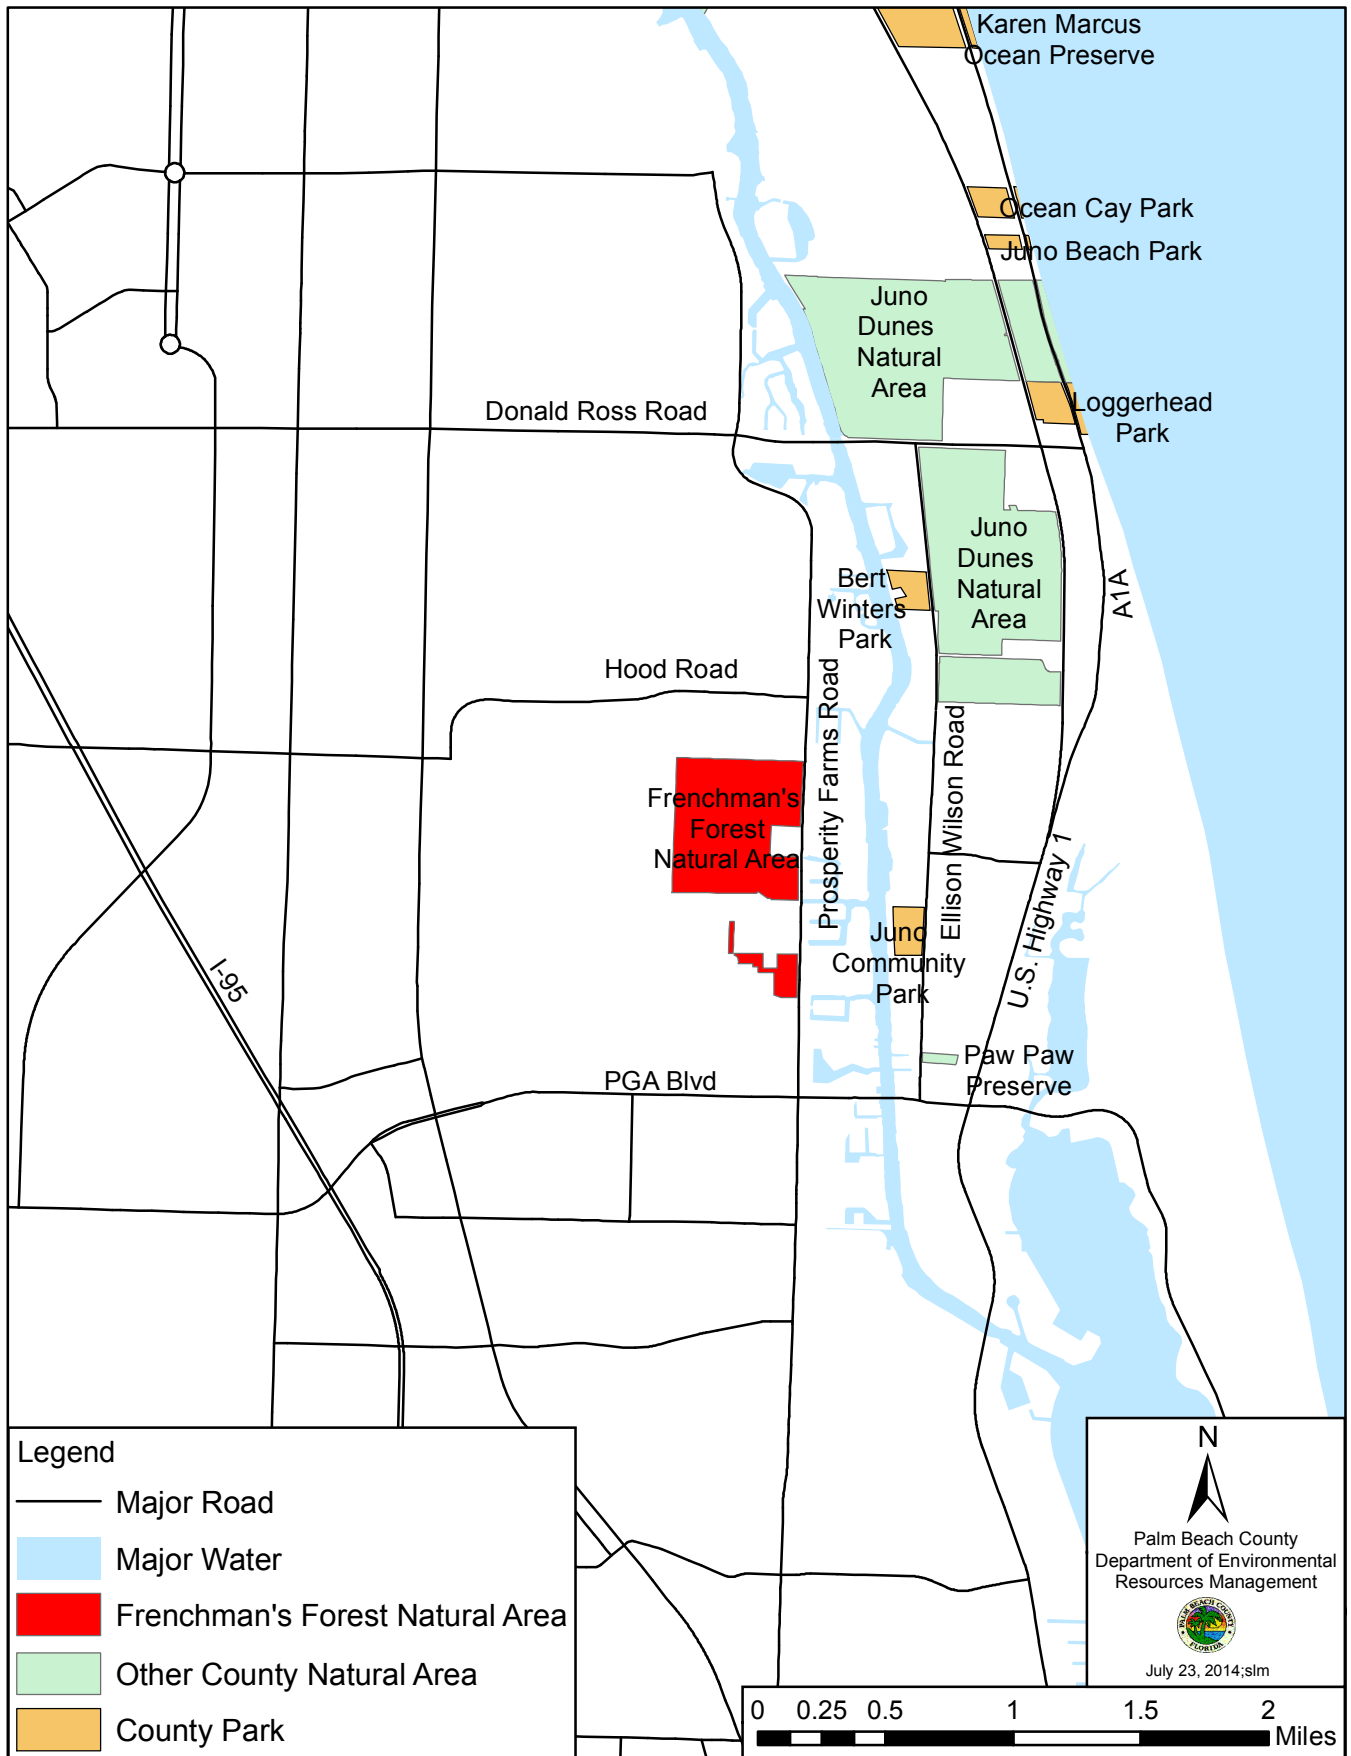 Karen Marcus
Ocean Preserve
Ocean Cay Park
Juno Beach Park
Juno
Dunes
Natural
Area
Loggerhead
Park
Donald Ross Road
Juno
Dunes
Natural
Area
Bert
Winters
Park
A1A
Hood Road
Prosperity Farms Road
Ellison Wilson Road
Frenchman's
Forest
Natural Area
U.S. Highway 1
Juno
Community
Park
I-95
Paw Paw
Preserve
PGA Blvd
Legend
Major Road
Major Water
Frenchman's Forest Natural Area
Other County Natural Area
County Park
N
Palm Beach County
Department of Environmental
Resources Management
PALM BEACH COUNTY
FLORIDA
July 23, 2014;slm
0 0.25 0.5 1 1.5 2
Miles